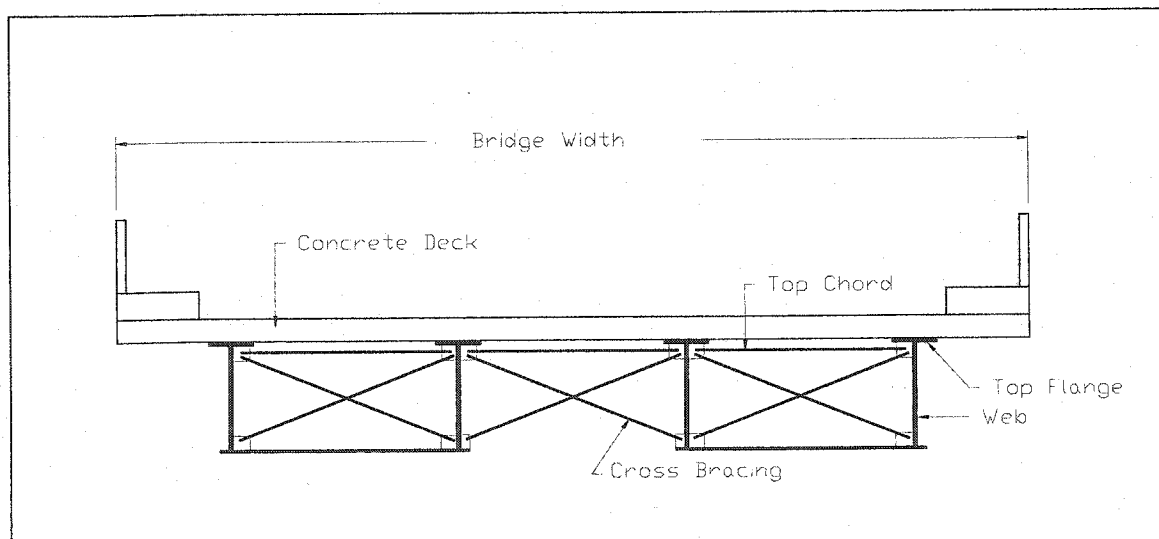 Bridge Width
Concrete Deck
Top Chord
Top Flange
Web
Cross Bracing